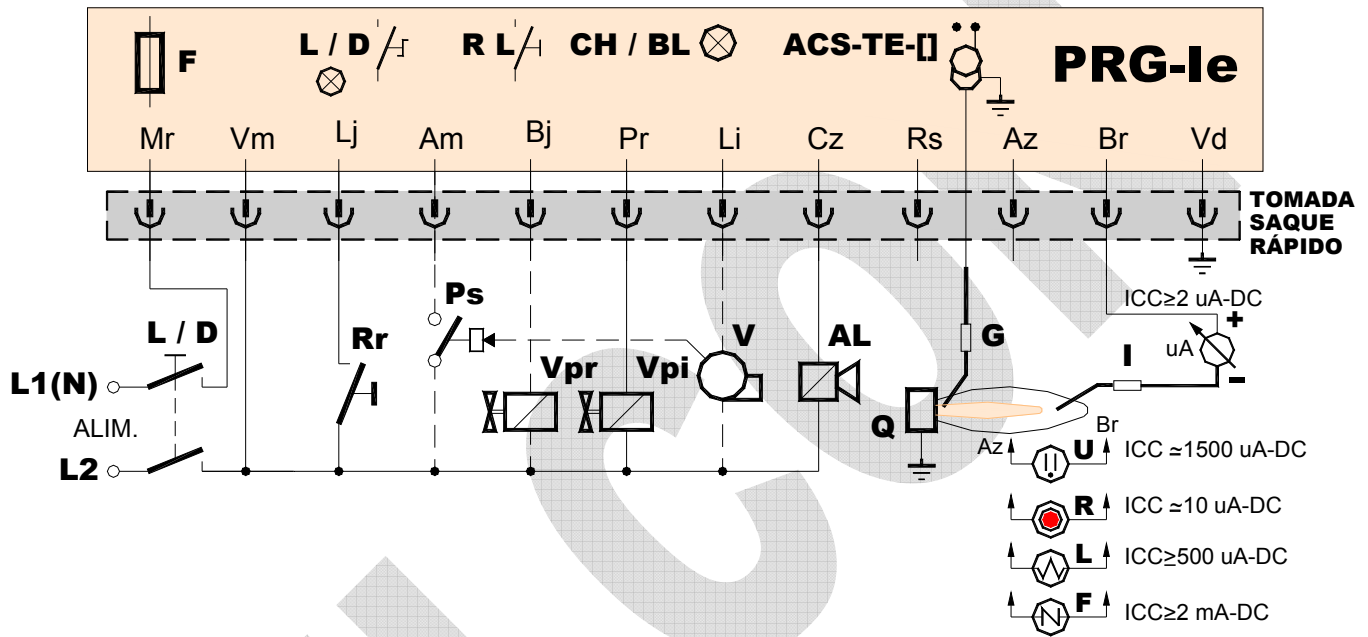 F
L / D
R L
CH / BL
ACS-TE-[]
PRG-Ie
Mr Vm Lj Am Bj Pr Li Cz Rs Az Br Vd
TOMADA
SAQUE
RÁPIDO
L / D
L1(N)
ALIM.
L2
Rr
Ps
Vpr
Vpi
V
AL
G
Q
I
ICC≥2 uA-DC
+
uA
-
Az
Br
U ICC ≃1500 uA-DC
R ICC ≃10 uA-DC
L ICC≥500 uA-DC
F ICC≥2 mA-DC